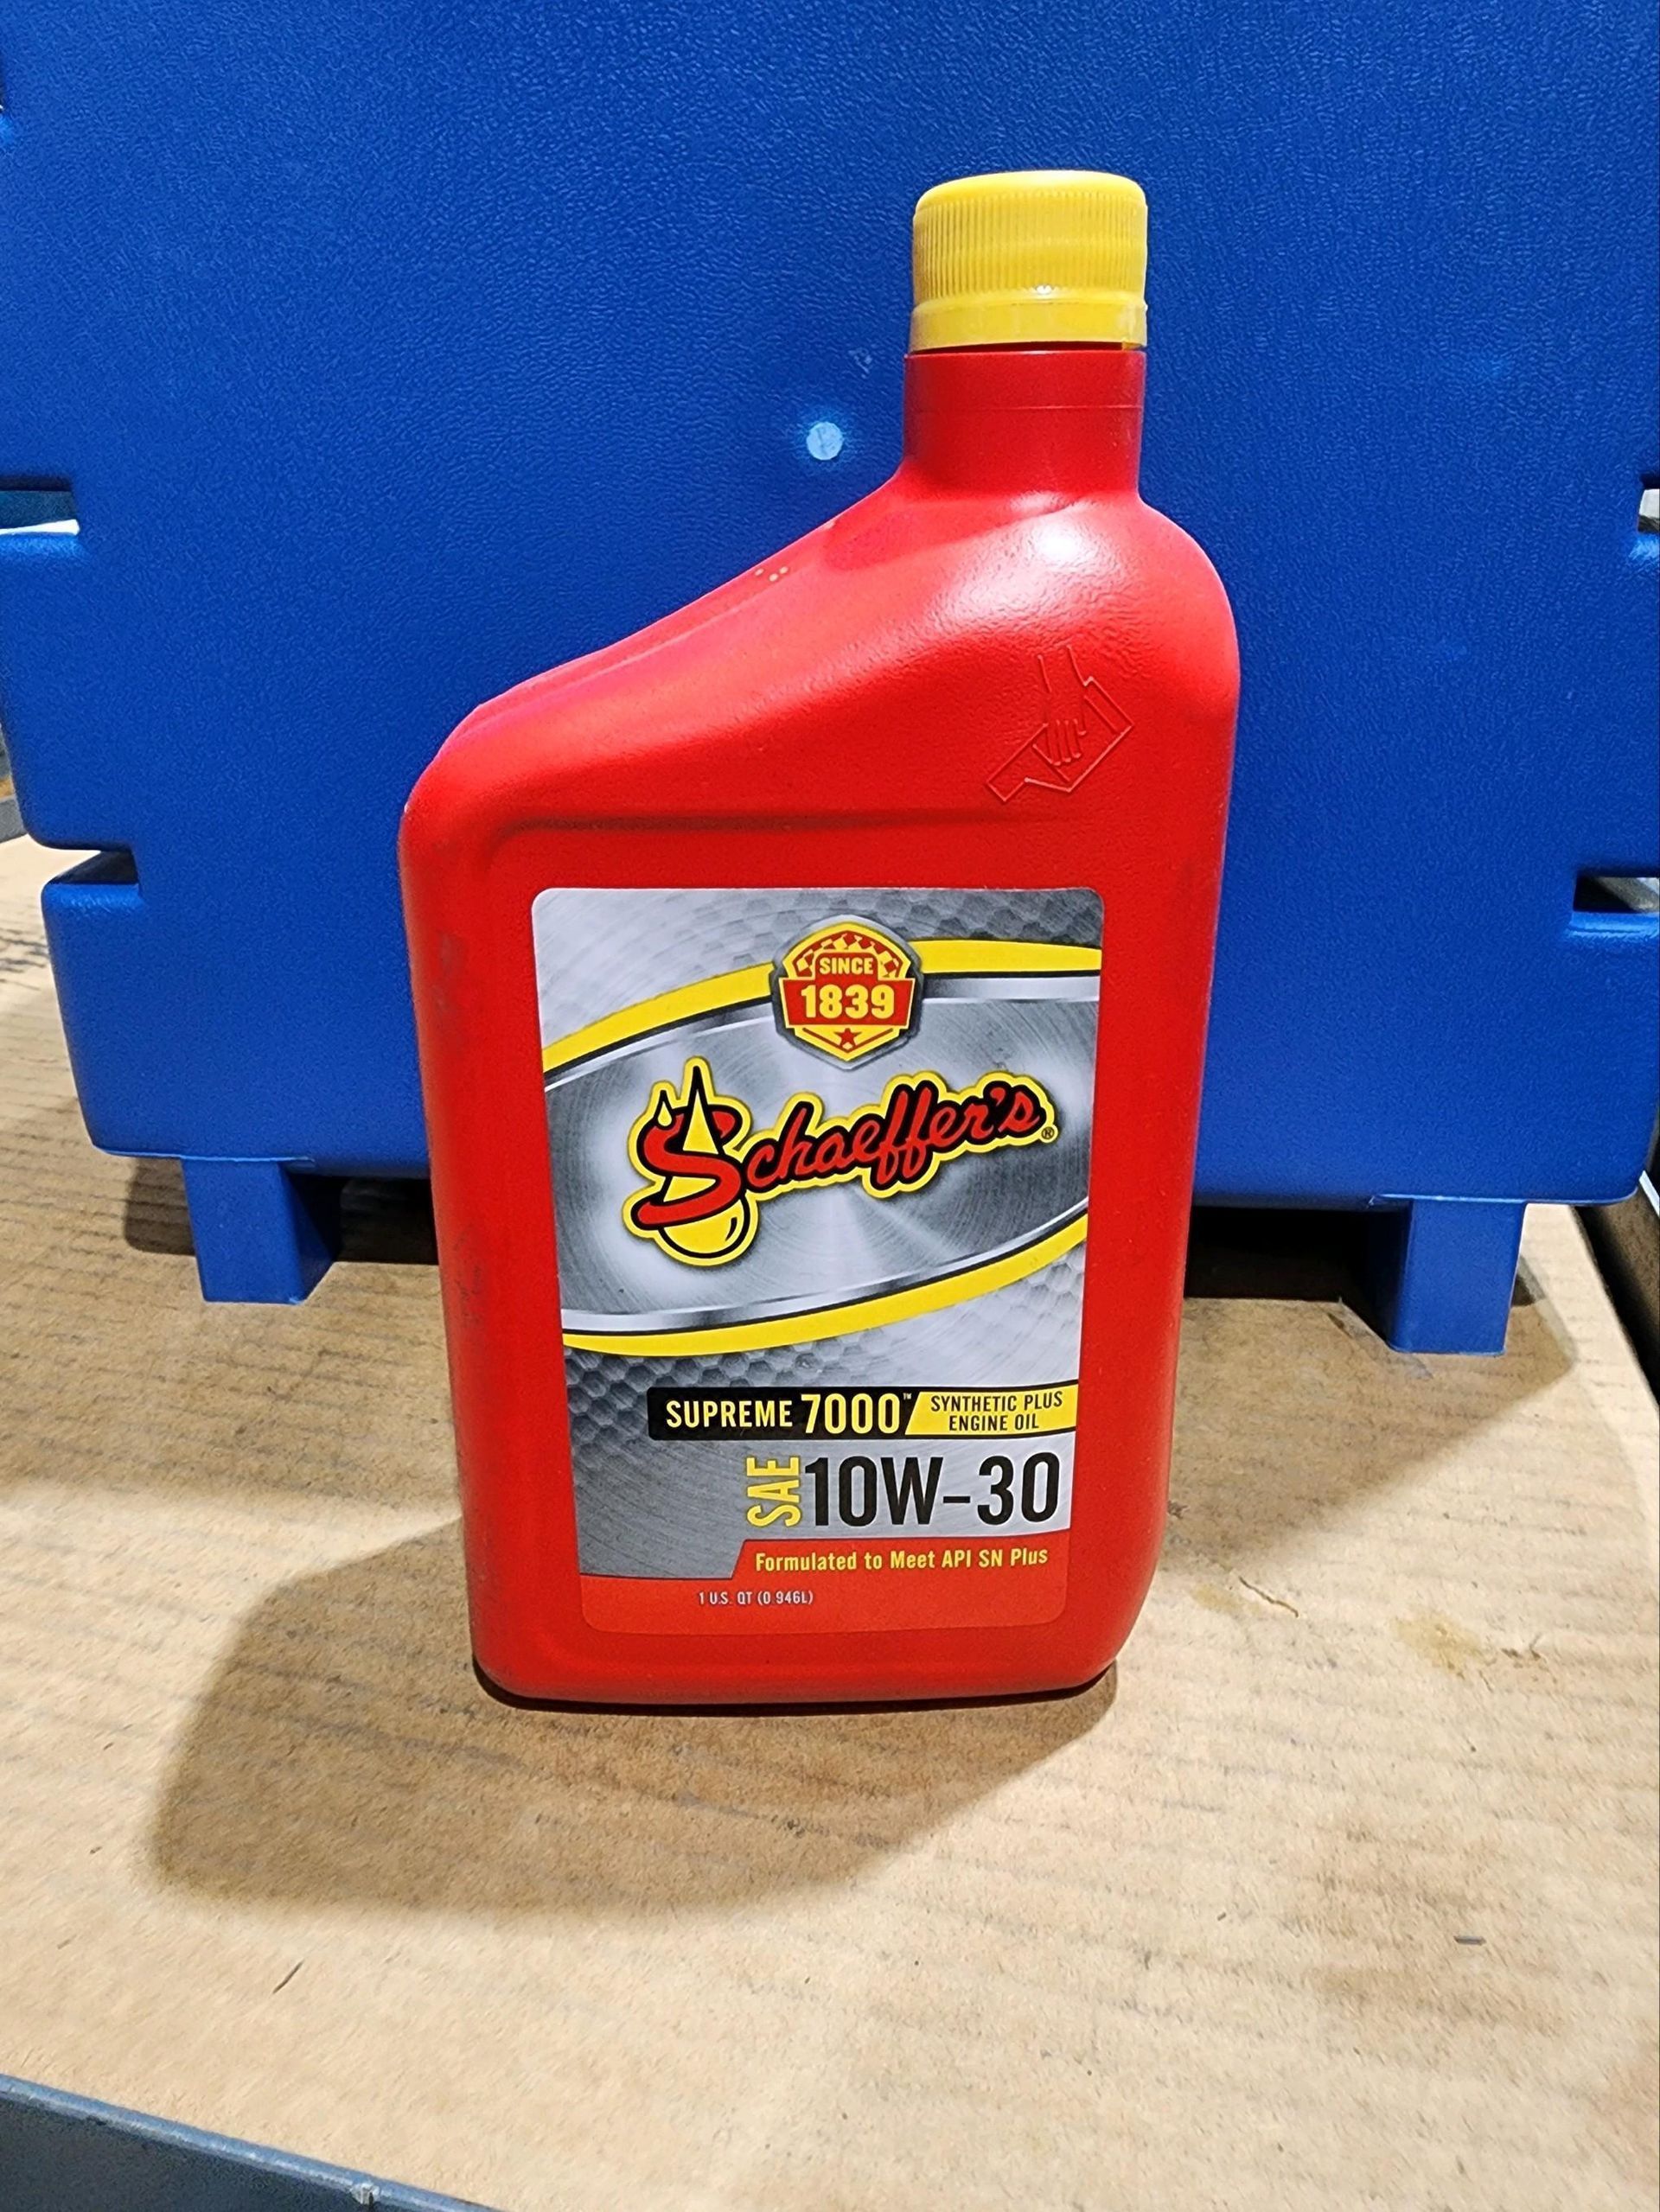 SINCE
1839
Schaeffer's®
SUPREME 7000™ SYNTHETIC PLUS
ENGINE OIL
SAE 10W-30
Formulated to Meet API SN Plus
1 U.S. QT (0.946L)